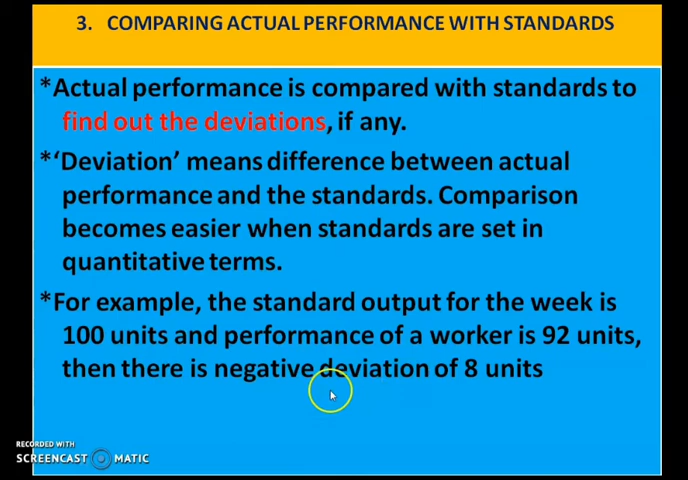 3. COMPARING ACTUAL PERFORMANCE WITH STANDARDS
*Actual performance is compared with standards to
find out the deviations, if any.
*‘Deviation’ means difference between actual
performance and the standards. Comparison
becomes easier when standards are set in
quantitative terms.
*For example, the standard output for the week is
100 units and performance of a worker is 92 units,
then there is negative deviation of 8 units
RECORDED WITH
SCREENCAST MATIC